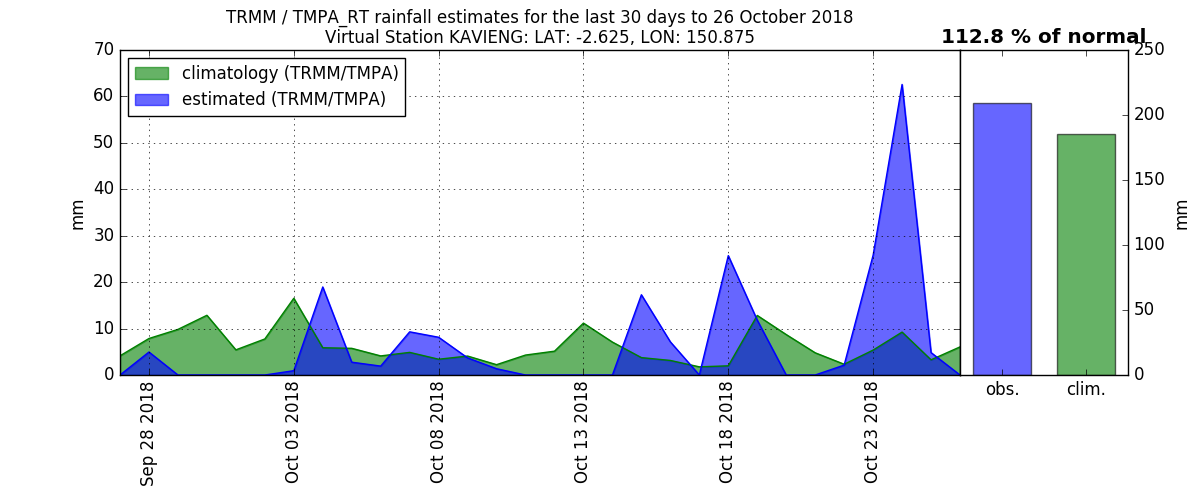 TRMM / TMPA_RT rainfall estimates for the last 30 days to 26 October 2018
Virtual Station KAVIENG: LAT: -2.625, LON: 150.875
112.8 % of normal
climatology (TRMM/TMPA)
estimated (TRMM/TMPA)
mm
70
60
50
40
30
20
10
0
Sep 28 2018
Oct 03 2018
Oct 08 2018
Oct 13 2018
Oct 18 2018
Oct 23 2018
obs.
clim.
250
200
150
100
50
0
mm